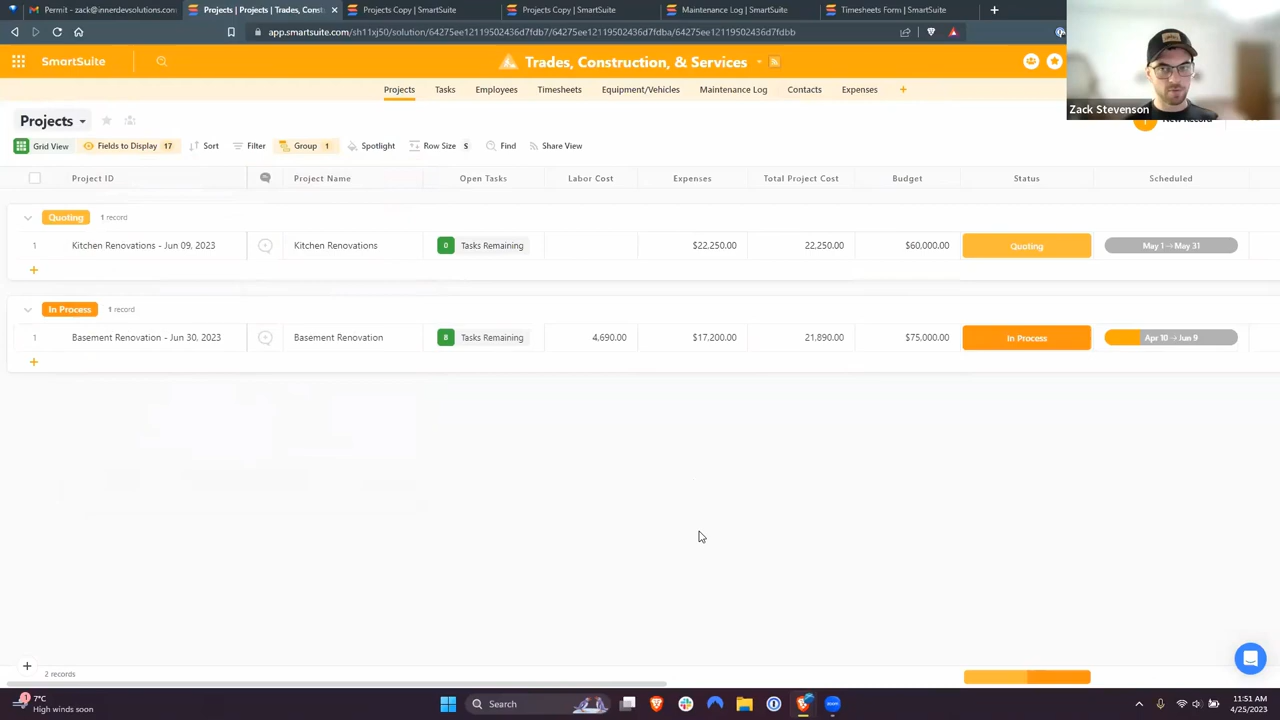 Permit - zack@innerdevsolutions.con
Projects | Projects | Trades, Const
Projects Copy | SmartSuite
Projects Copy | SmartSuite
Maintenance Log | SmartSuite
Timesheets Form | SmartSuite
app.smartsuite.com/sh11xj50/solution/64275ee12119502436d7fdb7/64275ee12119502436d7fdba/64275ee12119502436d7fdbb
SmartSuite
Trades, Construction, & Services
Projects Tasks Employees Timesheets Equipment/Vehicles Maintenance Log Contacts Expenses
Zack Stevenson
Projects
New Record
Grid View Fields to Display 17 Sort Filter Group 1 Spotlight Row Size S Find Share View
Project ID Project Name Open Tasks Labor Cost Expenses Total Project Cost Budget Status Scheduled
Quoting 1 record
1 Kitchen Renovations - Jun 09, 2023 Kitchen Renovations 0 Tasks Remaining $22,250.00 22,250.00 $60,000.00 Quoting May 1→May 31
In Process 1 record
1 Basement Renovation - Jun 30, 2023 Basement Renovation 8 Tasks Remaining 4,690.00 $17,200.00 21,890.00 $75,000.00 In Process Apr 10→Jun 9
2 records
1
7°C
High winds soon
Search
11:51 AM
4/25/2023